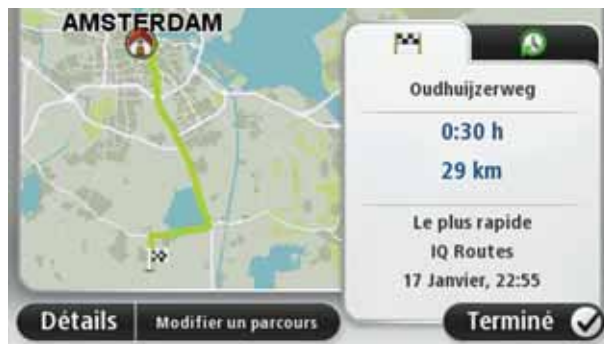 AMSTERDAM
Oudhuijzerweg
0:30 h
29 km
Le plus rapide
IQ Routes
17 Janvier, 22:55
Détails
Modifier un parcours
Terminé